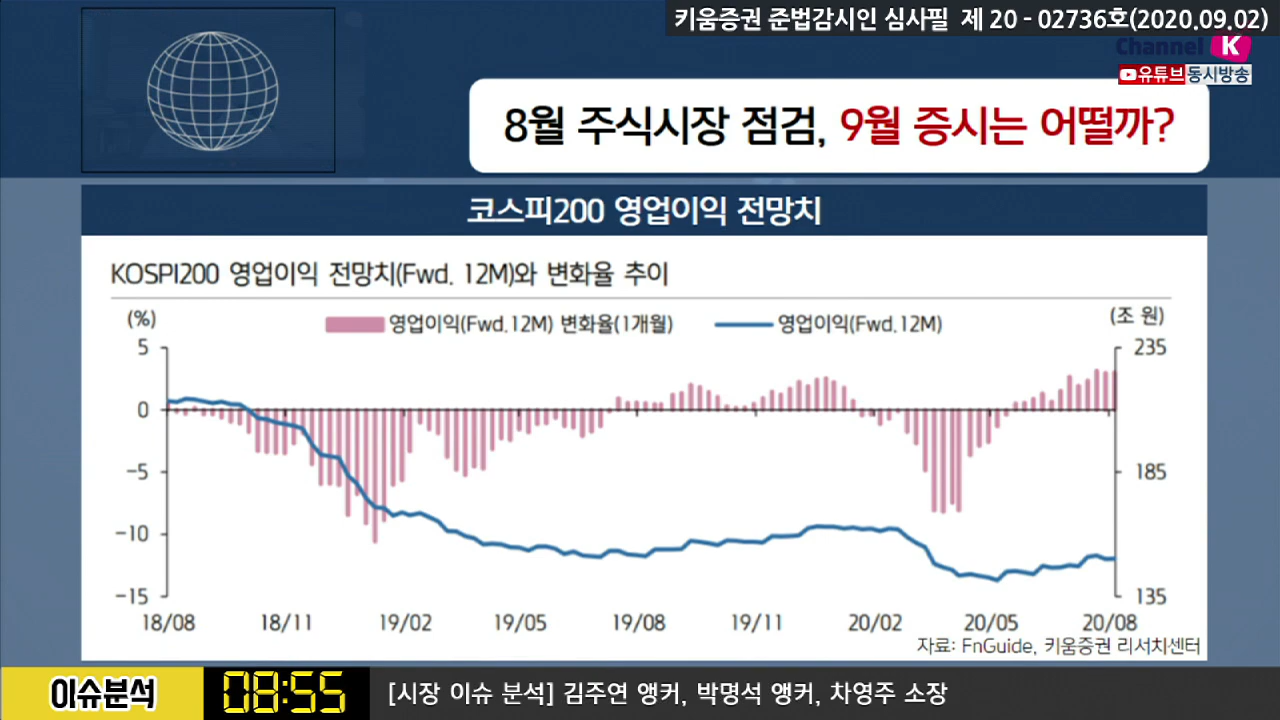 키움증권 준법감시인 심사필 제 20 - 02736호(2020.09.02)
Channel K
유튜브동시방송
8월 주식시장 점검, 9월 증시는 어떨까?
코스피200 영업이익 전망치
KOSPI200 영업이익 전망치(Fwd. 12M)와 변화율 추이
(%)
영업이익(Fwd.12M) 변화율(1개월)
영업이익(Fwd.12M)
(조 원)
5
235
0
-5
185
-10
-15
135
18/08 18/11 19/02 19/05 19/08 19/11 20/02 20/05 20/08
자료: FnGuide, 키움증권 리서치센터
이슈분석 08:55 [시장 이슈 분석] 김주연 앵커, 박명석 앵커, 차영주 소장